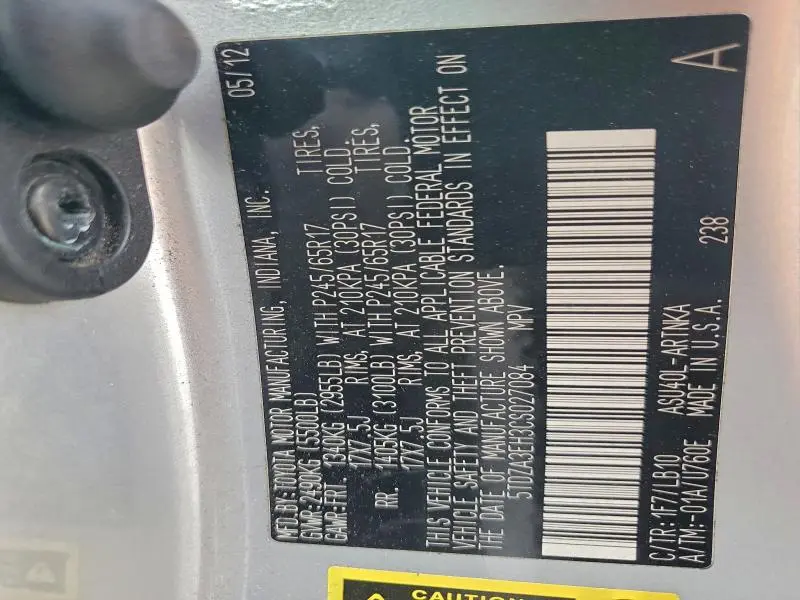 MFD.BY:TOYOTA MOTOR MANUFACTURING, INDIANA, INC. 05/12
GVWR:2490KG(5500LB)
GAWR:FRT. 1340KG (2955LB) WITH P245/65R17 TIRES,
17X7.5J RIMS, AT 210KPA (30PSI) COLD.
RR. 1405KG (3100LB) WITH P245/65R17 TIRES,
17X7.5J RIMS, AT 210KPA (30PSI) COLD.
THIS VEHICLE CONFORMS TO ALL APPLICABLE FEDERAL MOTOR
VEHICLE SAFETY AND THEFT PREVENTION STANDARDS IN EFFECT ON
THE DATE OF MANUFACTURE SHOWN ABOVE.
5TDZA3EH3CS027084 MPV
C/TR: 1F7/LB10 ASU40L-ARTNKA 238
A/TM:-01A/U760E MADE IN U.S.A. A
CAUTION